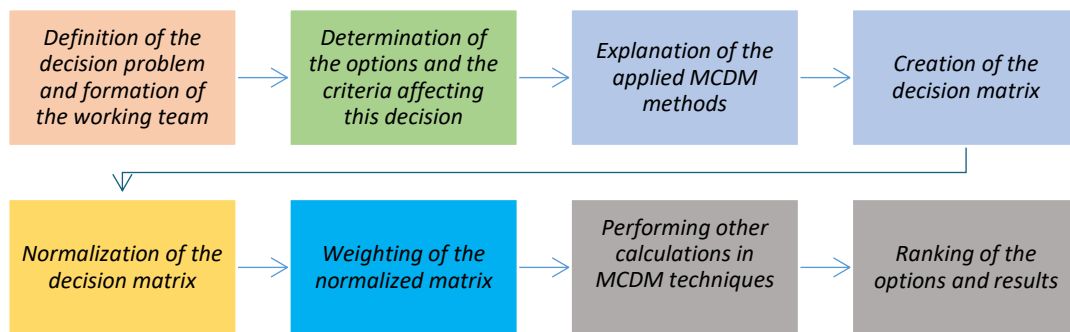 Definition of the
decision problem
and formation of
the working team
Determination of
the options and the
criteria affecting
this decision
Explanation of the
applied MCDM
methods
Creation of the
decision matrix
Normalization of the
decision matrix
Weighting of the
normalized matrix
Performing other
calculations in
MCDM techniques
Ranking of the
options and results